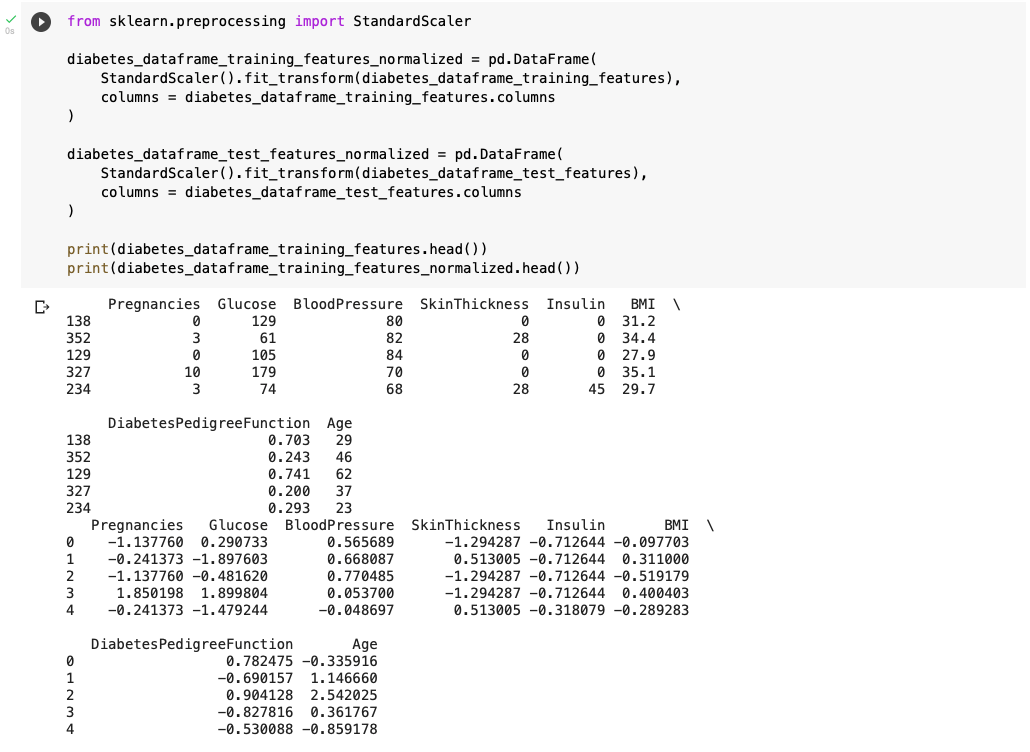 from sklearn.preprocessing import StandardScaler
0s
diabetes_dataframe_training_features_normalized = pd.DataFrame(
    StandardScaler().fit_transform(diabetes_dataframe_training_features),
    columns = diabetes_dataframe_training_features.columns
)
diabetes_dataframe_test_features_normalized = pd.DataFrame(
    StandardScaler().fit_transform(diabetes_dataframe_test_features),
    columns = diabetes_dataframe_test_features.columns
)
print(diabetes_dataframe_training_features.head())
print(diabetes_dataframe_training_features_normalized.head())
     Pregnancies  Glucose  BloodPressure  SkinThickness  Insulin   BMI  \
138            0      129             80              0        0  31.2
352            3       61             82             28        0  34.4
129            0      105             84              0        0  27.9
327           10      179             70              0        0  35.1
234            3       74             68             28       45  29.7
     DiabetesPedigreeFunction  Age
138                     0.703   29
352                     0.243   46
129                     0.741   62
327                     0.200   37
234                     0.293   23
   Pregnancies   Glucose  BloodPressure  SkinThickness   Insulin       BMI  \
0    -1.137760  0.290733       0.565689      -1.294287 -0.712644 -0.097703
1    -0.241373 -1.897603       0.668087       0.513005 -0.712644  0.311000
2    -1.137760 -0.481620       0.770485      -1.294287 -0.712644 -0.519179
3     1.850198  1.899804       0.053700      -1.294287 -0.712644  0.400403
4    -0.241373 -1.479244      -0.048697       0.513005 -0.318079 -0.289283
   DiabetesPedigreeFunction       Age
0                  0.782475 -0.335916
1                 -0.690157  1.146660
2                  0.904128  2.542025
3                 -0.827816  0.361767
4                 -0.530088 -0.859178